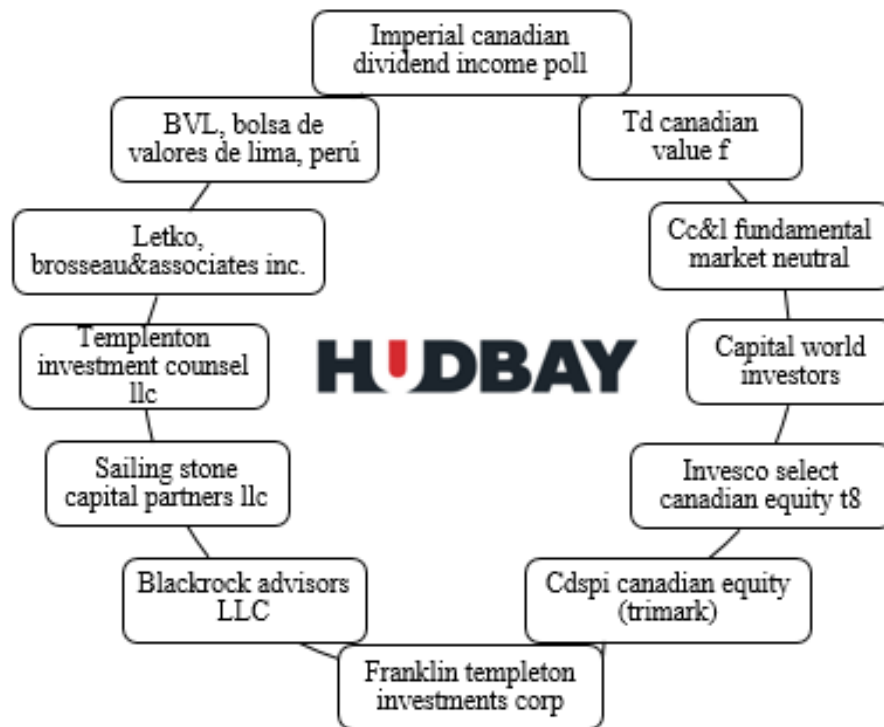 Imperial canadian
dividend income poll
BVL, bolsa de
valores de lima, perú
Td canadian
value f
Letko,
brosseau&associates inc.
Cc&l fundamental
market neutral
Templenton
investment counsel
llc
HUDBAY
Capital world
investors
Sailing stone
capital partners llc
Invesco select
canadian equity t8
Blackrock advisors
LLC
Cdspi canadian equity
(trimark)
Franklin templeton
investments corp